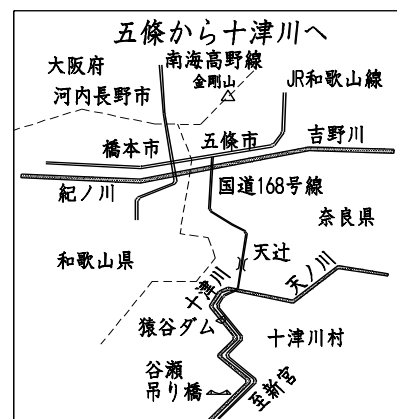 五條から十津川へ
大阪府
南海高野線
金剛山
JR和歌山線
河内長野市
五條市
吉野川
橋本市
紀ノ川
国道168号線
奈良県
和歌山県
天辻
十津川
天ノ川
猿谷ダム
十津川村
谷瀬
吊り橋
至新宮